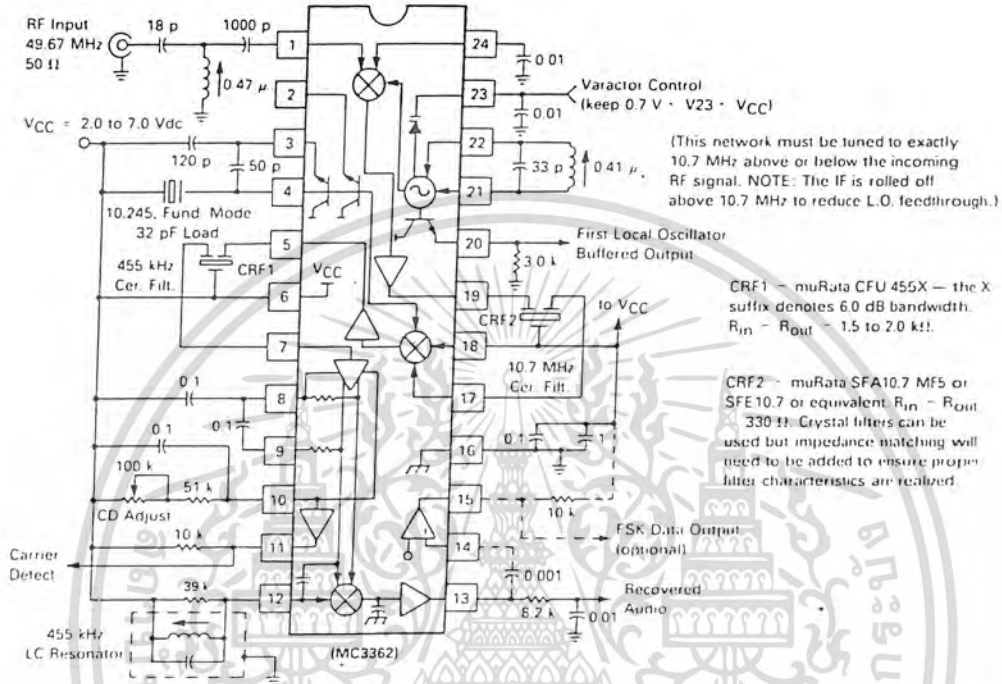 RF Input
49.67 MHz
50 Ω
18 p
1000 p
0.47 μ
VCC = 2.0 to 7.0 Vdc
120 p
50 p
10.245, Fund Mode
32 pF Load
455 kHz
Cer. Filt.
CRF1
VCC
0.1
0.1
0.1
100 k
51 k
CD Adjust
10 k
Carrier
Detect
39 k
455 kHz
LC Resonator
1
2
3
4
5
6
7
8
9
10
11
12
(MC3362)
24
23
22
21
20
19
18
17
16
15
14
13
0.01
Varactor Control
(keep 0.7 V · V23 · VCC)
0.01
33 p
0.41 μ
(This network must be tuned to exactly
10.7 MHz above or below the incoming
RF signal. NOTE: The IF is rolled off
above 10.7 MHz to reduce L.O. feedthrough.)
First Local Oscillator
Buffered Output
3.0 k
to VCC
CRF2
10.7 MHz
Cer. Filt.
0.1
1
10 k
FSK Data Output
(optional)
0.001
Recovered
Audio
8.2 k
0.01
CRF1 – muRata CFU 455X — the X
suffix denotes 6.0 dB bandwidth.
Rin – Rout – 1.5 to 2.0 kΩ.
CRF2 – muRata SFA10.7 MF5 or
SFE10.7 or equivalent Rin – Rout
330 Ω. Crystal filters can be
used but impedance matching will
need to be added to ensure proper
filter characteristics are realized